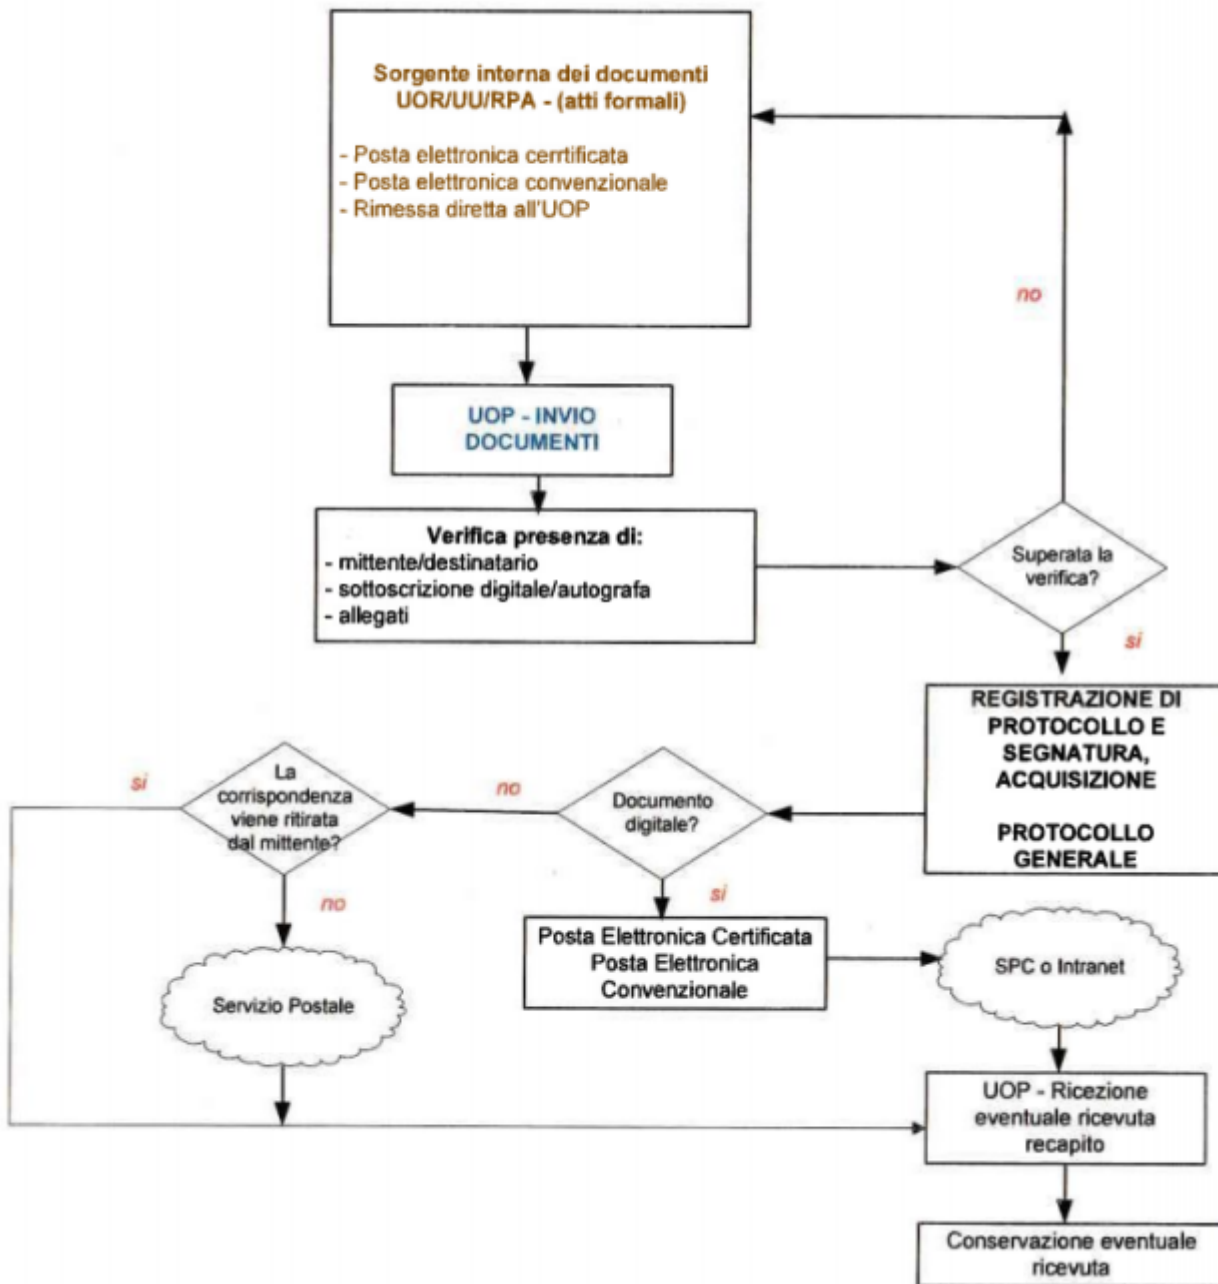 Sorgente interna dei documenti
UOR/UU/RPA - (atti formali)
- Posta elettronica cerrtificata
- Posta elettronica convenzionale
- Rimessa diretta all'UOP
no
UOP - INVIO
DOCUMENTI
Verifica presenza di:
- mittente/destinatario
- sottoscrizione digitale/autografa
- allegati
Superata la
verifica?
si
REGISTRAZIONE DI
PROTOCOLLO E
SEGNATURA,
ACQUISIZIONE
PROTOCOLLO
GENERALE
Documento
digitale?
no
La
corrispondenza
viene ritirata
dal mittente?
si
no
Servizio Postale
si
Posta Elettronica Certificata
Posta Elettronica
Convenzionale
SPC o Intranet
UOP - Ricezione
eventuale ricevuta
recapito
Conservazione eventuale
ricevuta